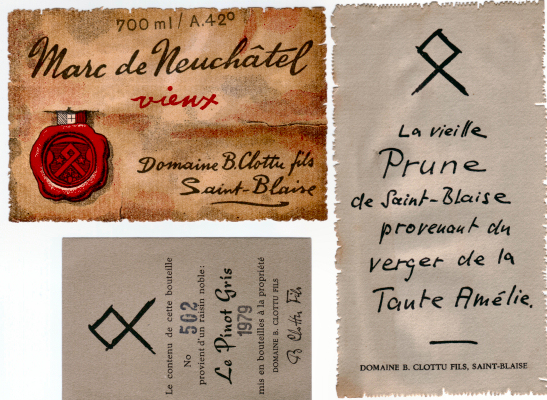 700 ml / A.42°
Marc de Neuchâtel
vieux
Domaine B. Clottu fils
Saint-Blaise
La vieille
Prune
de Saint-Blaise
provenant du
verger de la
Tante Amélie.
DOMAINE B. CLOTTU FILS, SAINT-BLAISE
Le contenu de cette bouteille
No 502
provient d'un raisin noble:
Le Pinot Gris
1979
mis en bouteilles à la propriété
DOMAINE B. CLOTTU FILS
B Clottu Fils